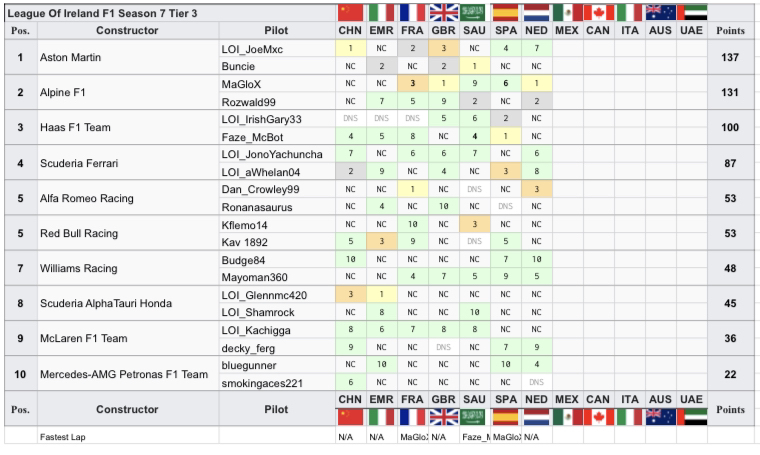 League Of Ireland F1 Season 7 Tier 3
Pos. Constructor Pilot CHN EMR FRA GBR SAU SPA NED MEX CAN ITA AUS UAE Points
1 Aston Martin LOI_JoeMxc 1 NC 2 3 NC 4 7 137
Buncie NC 2 NC 2 1 NC NC
2 Alpine F1 MaGloX NC NC 3 1 9 6 1 131
Rozwald99 NC 7 5 9 2 NC 2
3 Haas F1 Team LOI_IrishGary33 DNS DNS DNS 5 6 2 NC 100
Faze_McBot 4 5 8 NC 4 1 NC
4 Scuderia Ferrari LOI_JonoYachuncha 7 NC 6 6 7 NC 6 87
LOI_aWhelan04 2 9 NC 4 NC 3 8
5 Alfa Romeo Racing Dan_Crowley99 NC NC 1 NC DNS NC 3 53
Ronanasaurus NC 4 NC 10 NC DNS NC
5 Red Bull Racing Kflemo14 NC NC 10 NC 3 NC NC 53
Kav 1892 5 3 9 NC DNS 5 NC
7 Williams Racing Budge84 10 NC NC NC NC 7 10 48
Mayoman360 NC NC 4 7 5 9 5
8 Scuderia AlphaTauri Honda LOI_Glennmc420 3 1 NC NC NC NC NC 45
LOI_Shamrock NC 8 NC NC 10 NC NC
9 McLaren F1 Team LOI_Kachigga 8 6 7 8 8 NC NC 36
decky_ferg 9 NC NC DNS NC 7 9
10 Mercedes-AMG Petronas F1 Team bluegunner NC 10 NC NC NC 10 4 22
smokingaces221 6 NC NC NC NC NC DNS
Pos. Constructor Pilot CHN EMR FRA GBR SAU SPA NED MEX CAN ITA AUS UAE Points
Fastest Lap N/A N/A MaGlo N/A Faze_M MaGlo N/A